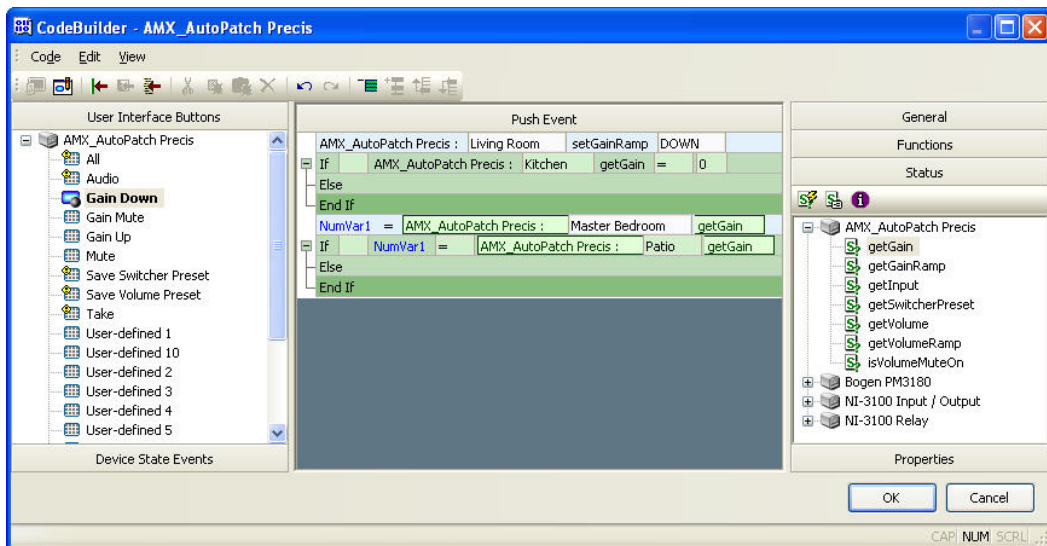 CodeBuilder - AMX_AutoPatch Precis
Code Edit View
User Interface Buttons
AMX_AutoPatch Precis
All
Audio
Gain Down
Gain Mute
Gain Up
Mute
Save Switcher Preset
Save Volume Preset
Take
User-defined 1
User-defined 10
User-defined 2
User-defined 3
User-defined 4
User-defined 5
Device State Events
Push Event
AMX_AutoPatch Precis : Living Room setGainRamp DOWN
If AMX_AutoPatch Precis : Kitchen getGain = 0
Else
End If
NumVar1 = AMX_AutoPatch Precis : Master Bedroom getGain
If NumVar1 = AMX_AutoPatch Precis : Patio getGain
Else
End If
General
Functions
Status
AMX_AutoPatch Precis
getGain
getGainRamp
getInput
getSwitcherPreset
getVolume
getVolumeRamp
isVolumeMuteOn
Bogen PM3180
NI-3100 Input / Output
NI-3100 Relay
Properties
OK Cancel
CAP NUM SCRL